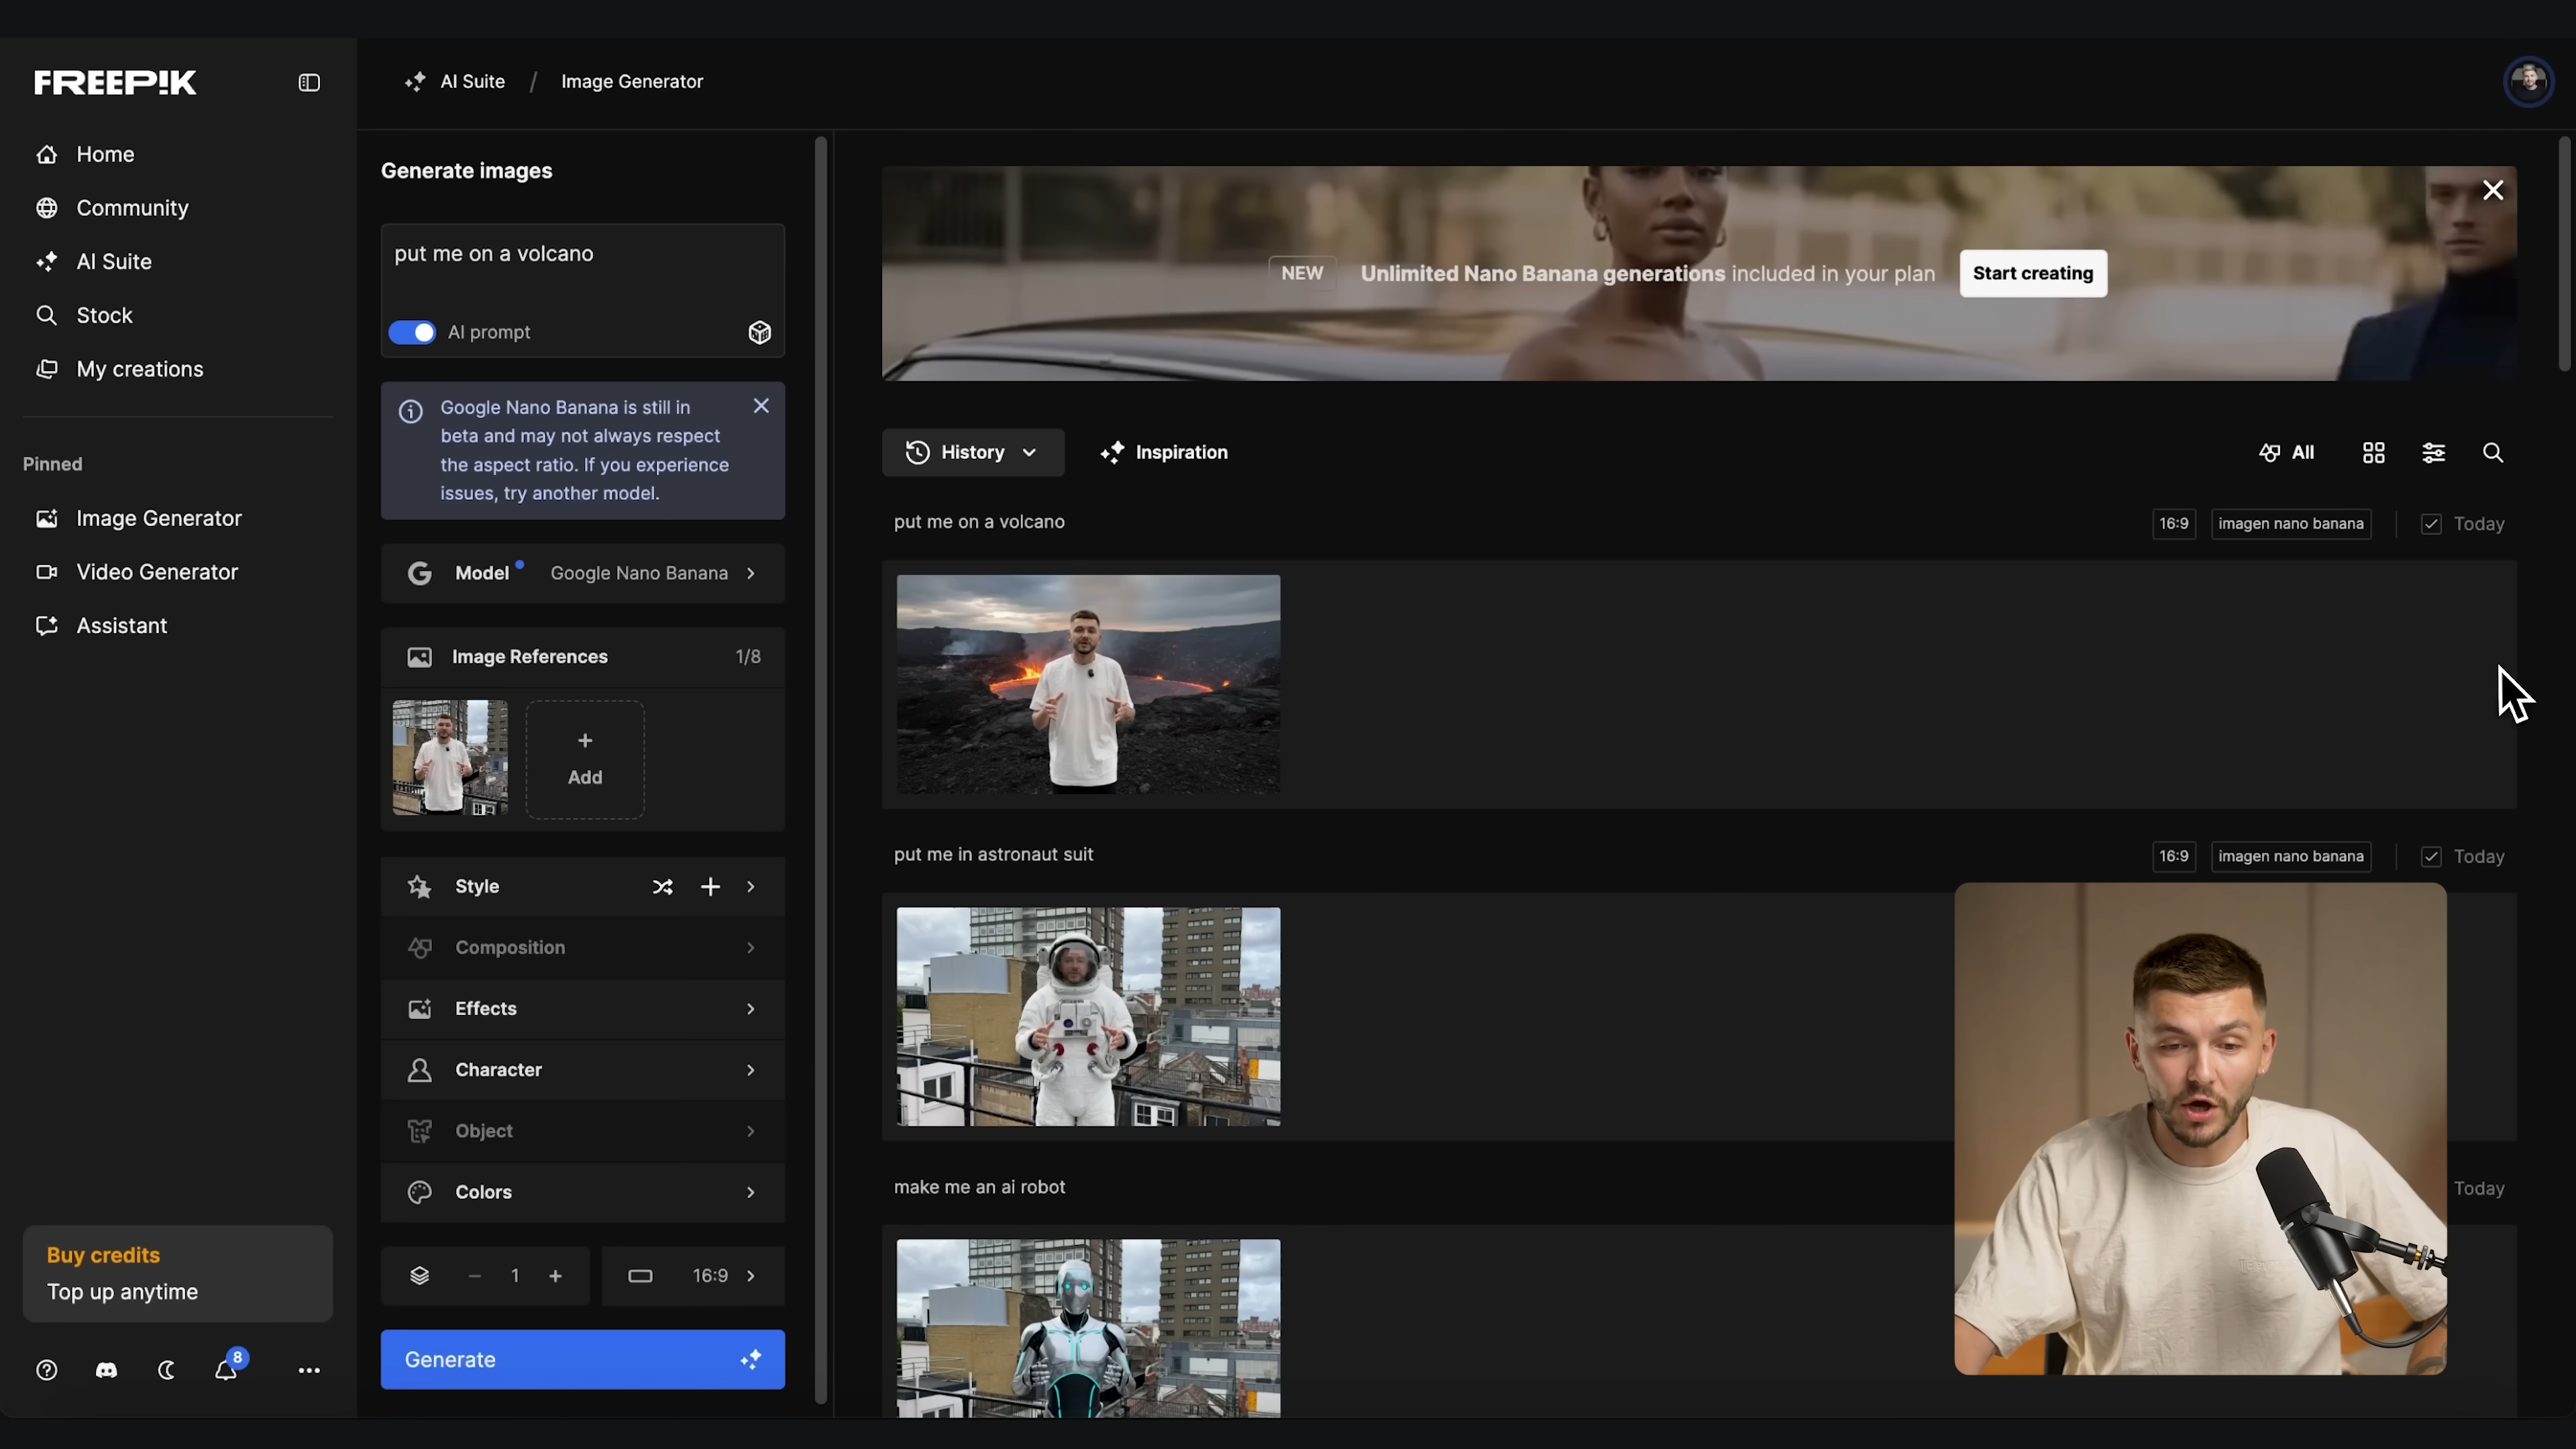 FREEP!K
AI Suite / Image Generator
Home
Community
AI Suite
Stock
My creations
Pinned
Image Generator
Video Generator
Assistant
Buy credits
Top up anytime
8
Generate images
put me on a volcano
AI prompt
Google Nano Banana is still in
beta and may not always respect
the aspect ratio. If you experience
issues, try another model.
Model Google Nano Banana
Image References 1/8
Add
Style
Composition
Effects
Character
Object
Colors
1 16:9
Generate
NEW Unlimited Nano Banana generations included in your plan Start creating
History Inspiration All
put me on a volcano 16:9 imagen nano banana Today
put me in astronaut suit 16:9 imagen nano banana Today
make me an ai robot Today